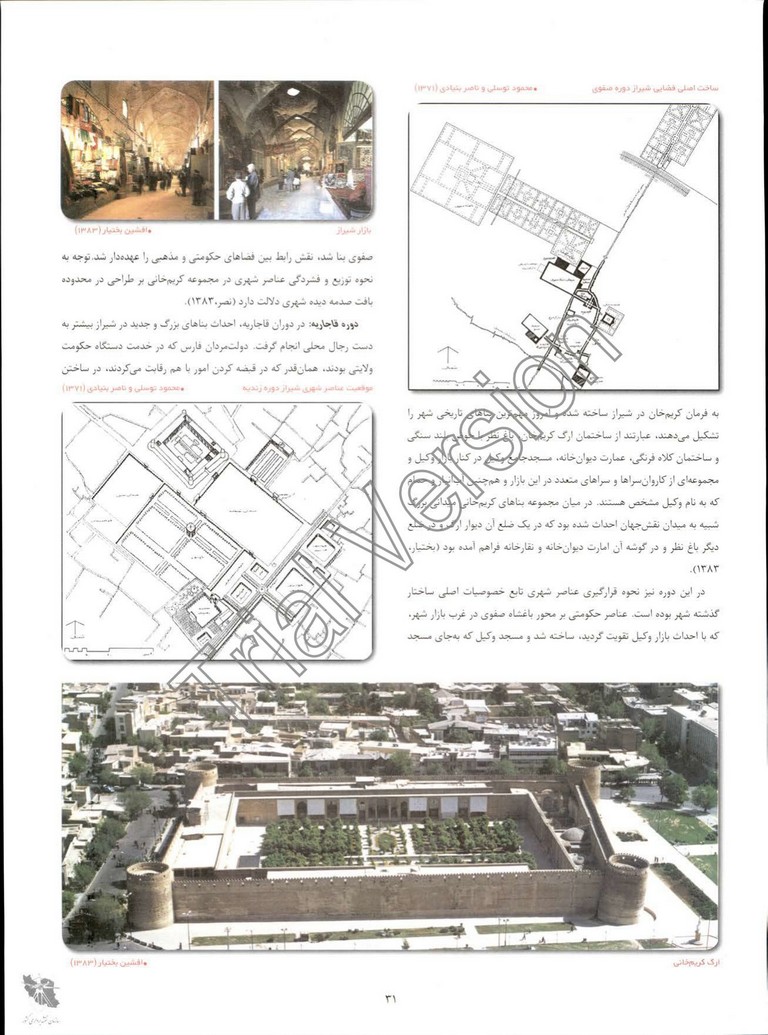 ساخت اصلی فضایی شیراز دوره صفوی
•محمود توسلی و ناصر بنیادی (۱۳۷۱)
به فرمان کریم‌خان در شیراز ساخته شده و امروز مهم‌ترین بناهای تاریخی شهر را
تشکیل می‌دهند، عبارتند از ساختمان ارگ کریم‌خان، باغ نظر با حوض بلند سنگی
و ساختمان کلاه فرنگی، عمارت دیوان‌خانه، مسجدجامع وکیل در کنار بازار وکیل و
مجموعه‌ای از کاروان‌سراها و سراهای متعدد در این بازار و هم‌چنین آب‌انبار و حمام
که به نام وکیل مشخص هستند. در میان مجموعه بناهای کریم‌خانی میدانی بزرگ
شبیه به میدان نقش‌جهان احداث شده بود که در یک ضلع آن دیوار ارگ و در ضلع
دیگر باغ نظر و در گوشه آن امارت دیوان‌خانه و نقارخانه فراهم آمده بود (بختیار،
۱۳۸۳).
در این دوره نیز نحوه قرارگیری عناصر شهری تابع خصوصیات اصلی ساختار
گذشته شهر بوده است. عناصر حکومتی بر محور باغشاه صفوی در غرب بازار شهر،
که با احداث بازار وکیل تقویت گردید، ساخته شد و مسجد وکیل که به‌جای مسجد
بازار شیراز
•افشین بختیار (۱۳۸۳)
صفوی بنا شد، نقش رابط بین فضاهای حکومتی و مذهبی را عهده‌دار شد.توجه به
نحوه توزیع و فشردگی عناصر شهری در مجموعه کریم‌خانی بر طراحی در محدوده
بافت صدمه دیده شهری دلالت دارد (نصر،۱۳۸۳).
دوره قاجاریه: در دوران قاجاریه، احداث بناهای بزرگ و جدید در شیراز بیشتر به
دست رجال محلی انجام گرفت. دولت‌مردان فارس که در خدمت دستگاه حکومت
ولایتی بودند، همان‌قدر که در قبضه کردن امور با هم رقابت می‌کردند، در ساختن
موقعیت عناصر شهری شیراز دوره زندیه
•محمود توسلی و ناصر بنیادی (۱۳۷۱)
ارگ کریم‌خانی
•افشین بختیار (۱۳۸۳)
۳۱
Trial Version